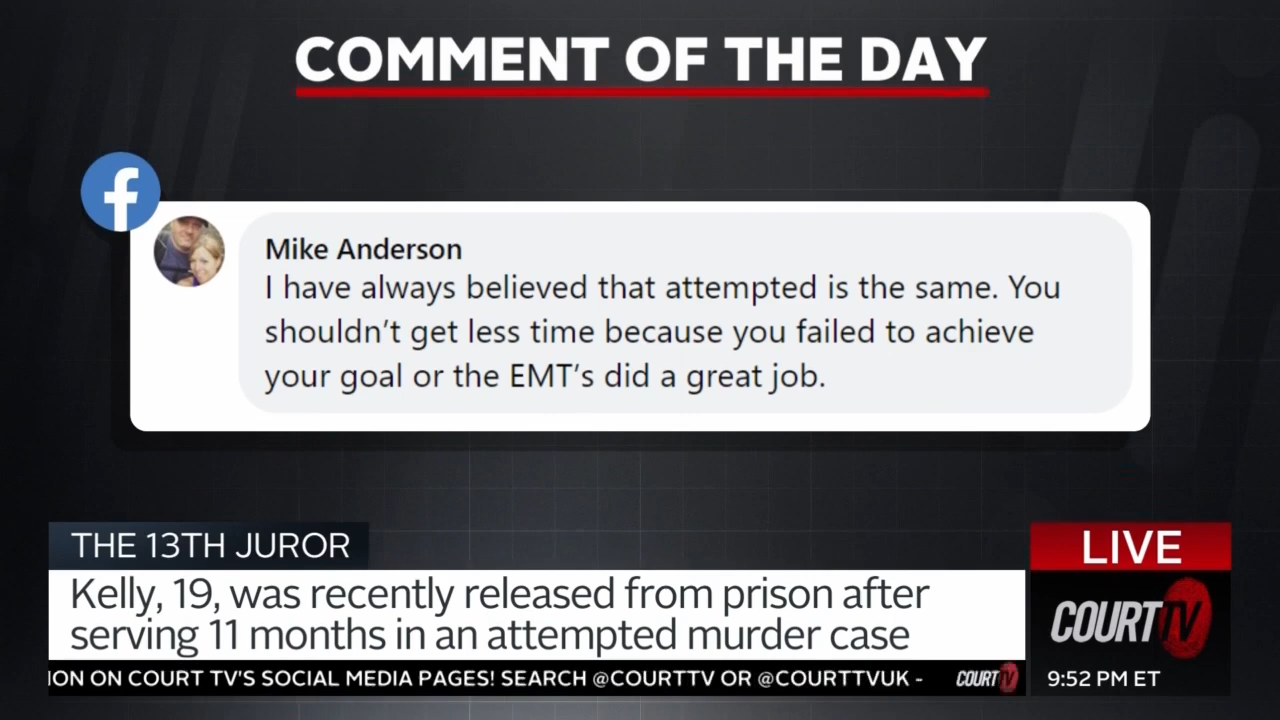 COMMENT OF THE DAY
f
Mike Anderson
I have always believed that attempted is the same. You
shouldn't get less time because you failed to achieve
your goal or the EMT's did a great job.
THE 13TH JUROR
Kelly, 19, was recently released from prison after
serving 11 months in an attempted murder case
ION ON COURT TV'S SOCIAL MEDIA PAGES! SEARCH @COURTTV OR @COURTTVUK -
COURT TV
LIVE
COURT TV
9:52 PM ET